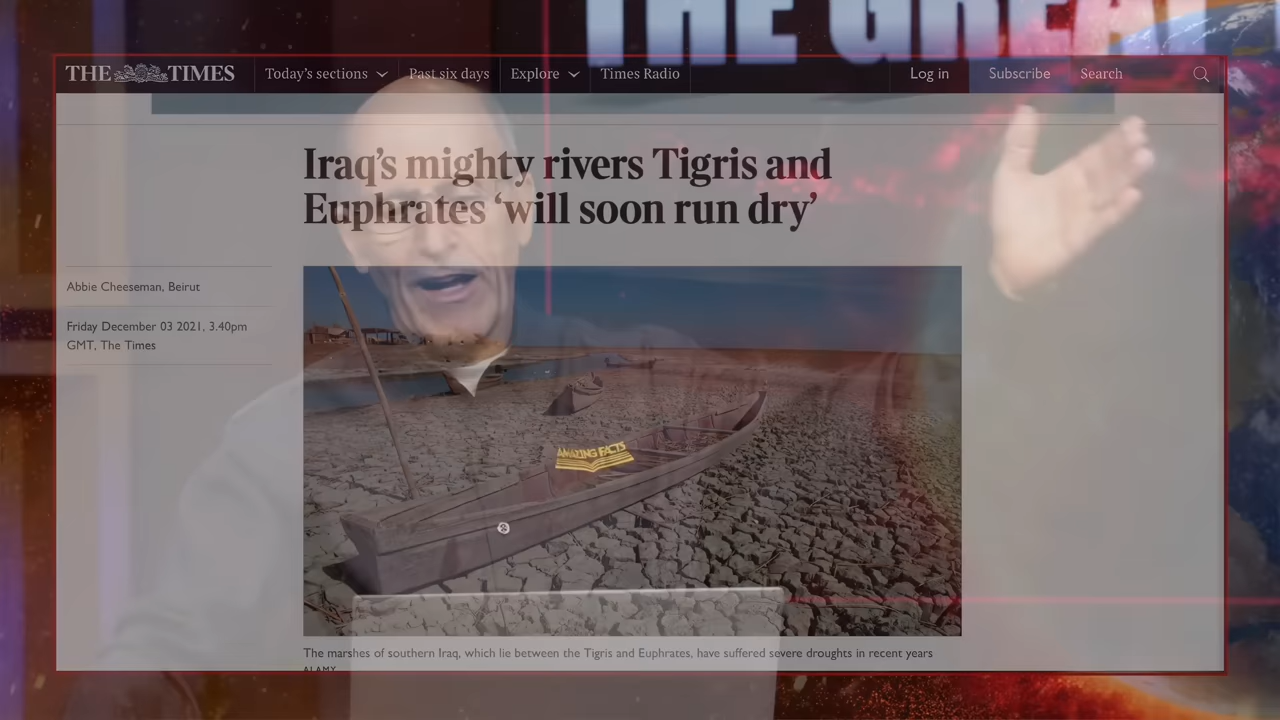 THE GREAT
THE TIMES
Today's sections
Past six days
Explore
Times Radio
Log in
Subscribe
Search
Iraq's mighty rivers Tigris and
Euphrates ‘will soon run dry’
Abbie Cheeseman, Beirut
Friday December 03 2021, 3.40pm
GMT, The Times
AMAZING FACTS
The marshes of southern Iraq, which lie between the Tigris and Euphrates, have suffered severe droughts in recent years
ALAMY